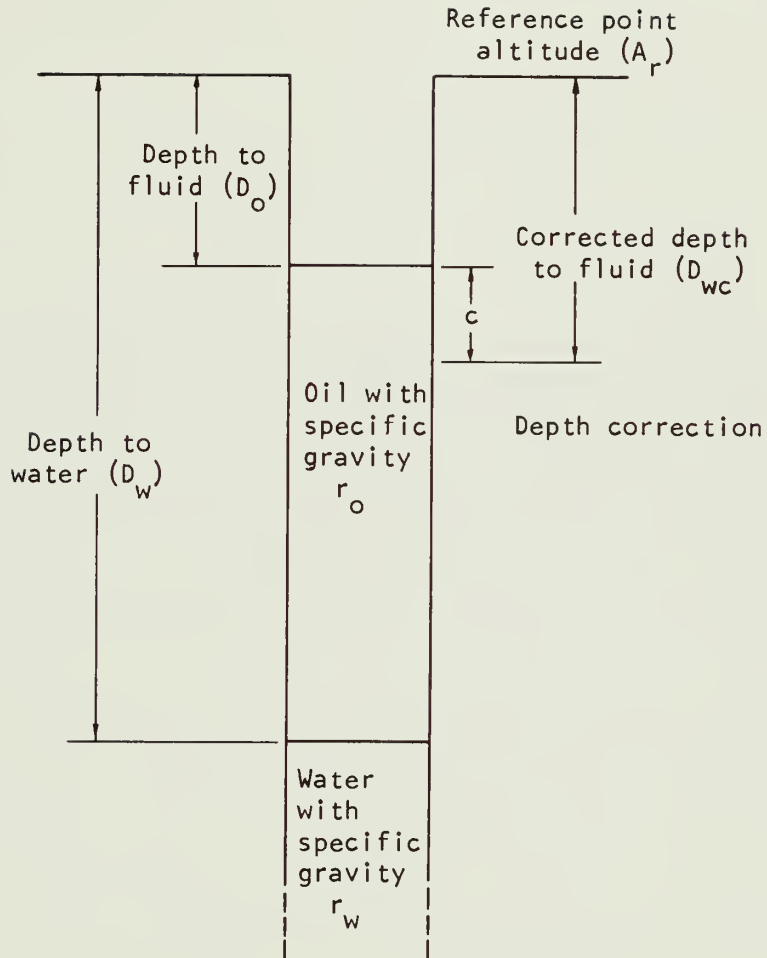 Reference point
altitude (A_r)
Depth to
fluid (D_o)
Corrected depth
to fluid (D_wc)
c
Oil with
specific
gravity
r_o
Depth correction
Depth to
water (D_w)
Water
with
specific
gravity
r_w